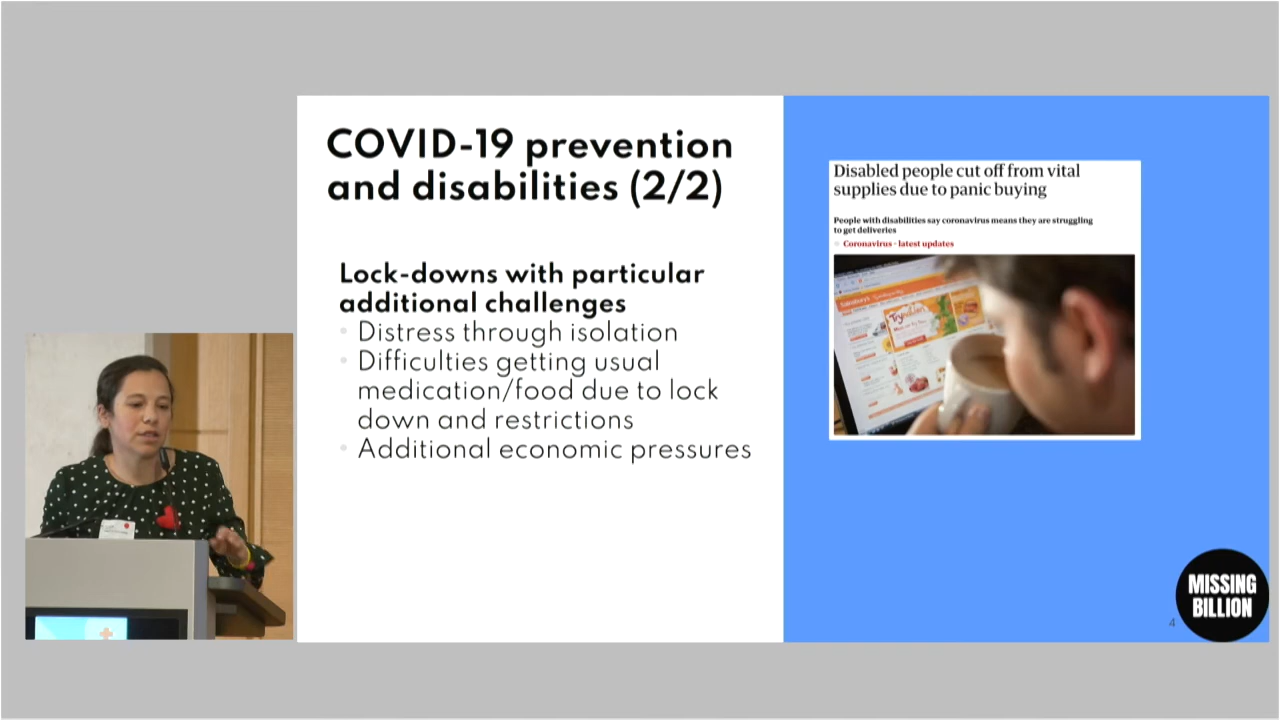 COVID-19 prevention
and disabilities (2/2)
Lock-downs with particular
additional challenges
Distress through isolation
Difficulties getting usual
medication/food due to lock
down and restrictions
Additional economic pressures
Disabled people cut off from vital
supplies due to panic buying
People with disabilities say coronavirus means they are struggling
to get deliveries
Coronavirus - latest updates
MISSING
BILLION
4